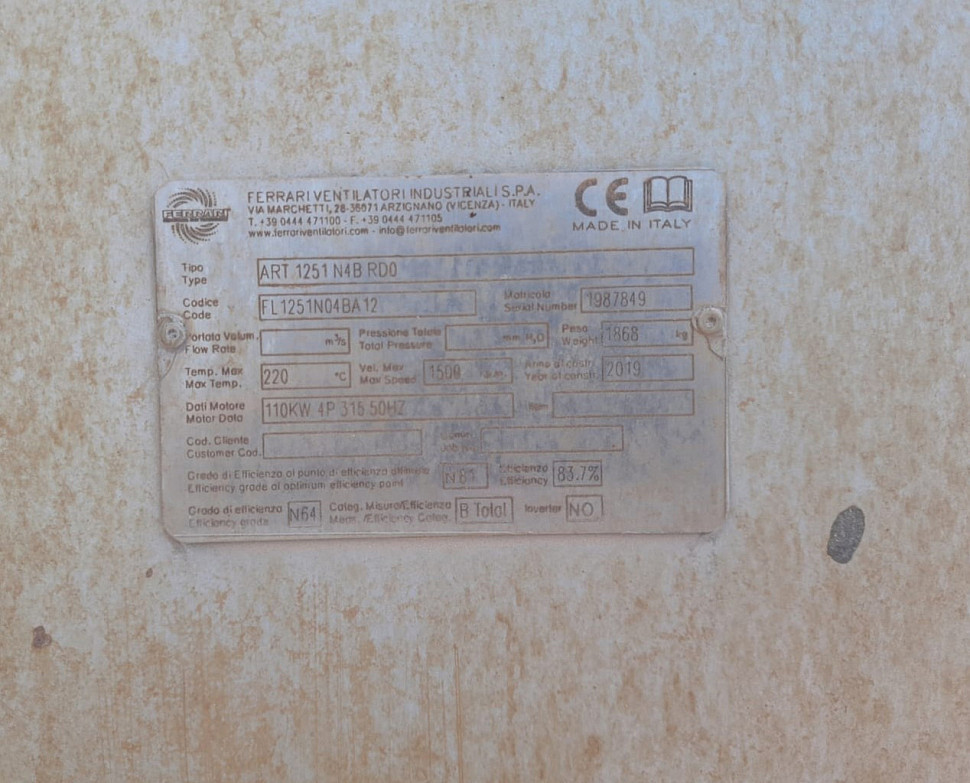 FERRARI
FERRARI VENTILATORI INDUSTRIALI S.P.A.
VIA MARCHETTI, 28-36071 ARZIGNANO (VICENZA) - ITALY
T. +39 0444 471100 - F. +39 0444 471105
www.ferrariventilatori.com - info@ferrariventilatori.com
CE
MADE IN ITALY
Tipo
Type
ART 1251 N4B RD0
Codice
Code
FL1251N04BA12
Matricola
Serial Number
1987849
Portata Volum.
Flow Rate
m³/s
Pressione Totale
Total Pressure
mm H₂O
Peso
Weight
1868
kg
Temp. Max
Max Temp.
220
°C
Vel. Max
Max Speed
1500
Anno di costr.
Year of constr.
2019
Dati Motore
Motor Data
110KW 4P 315 50HZ
Cod. Cliente
Customer Cod.
Grado di Efficienza al punto di efficienza ottimale
Efficiency grade at optimum efficiency point
Efficienza
Efficiency
83.7%
Grado di efficienza
Efficiency grade
N64
Categ. Misura/Efficienza
Meas. /Efficiency Categ.
B Total
Inverter
NO